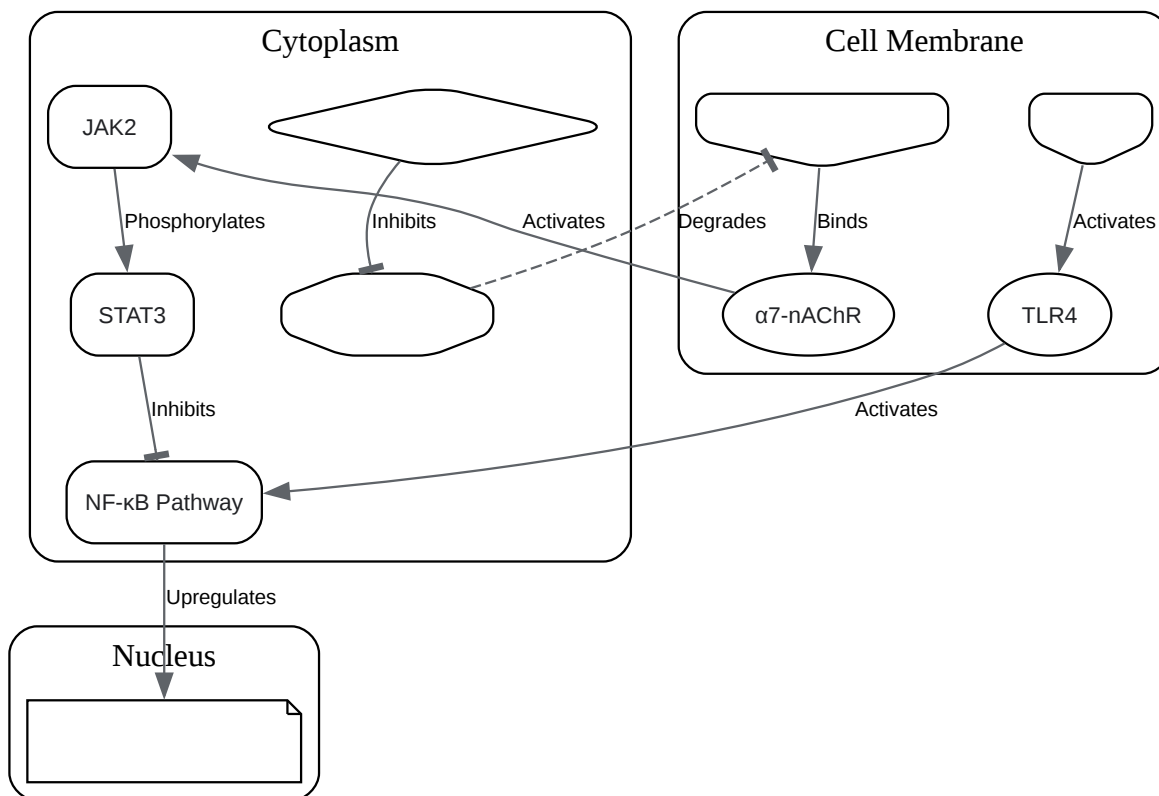 Cytoplasm
Cell Membrane
JAK2
Phosphorylates
Inhibits
Activates
Degrades
Binds
Activates
STAT3
α7-nAChR
TLR4
Inhibits
Activates
NF-κB Pathway
Upregulates
Nucleus